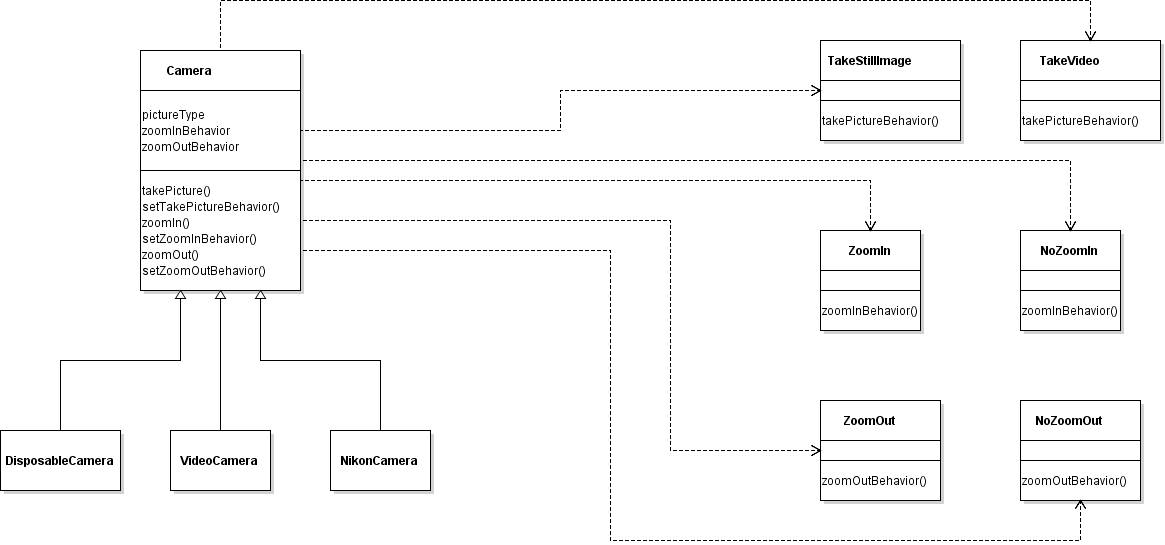 Camera
pictureType
zoomInBehavior
zoomOutBehavior
takePicture()
setTakePictureBehavior()
zoomIn()
setZoomInBehavior()
zoomOut()
setZoomOutBehavior()
TakeStillImage
takePictureBehavior()
TakeVideo
takePictureBehavior()
ZoomIn
zoomInBehavior()
NoZoomIn
zoomInBehavior()
ZoomOut
zoomOutBehavior()
NoZoomOut
zoomOutBehavior()
DisposableCamera
VideoCamera
NikonCamera